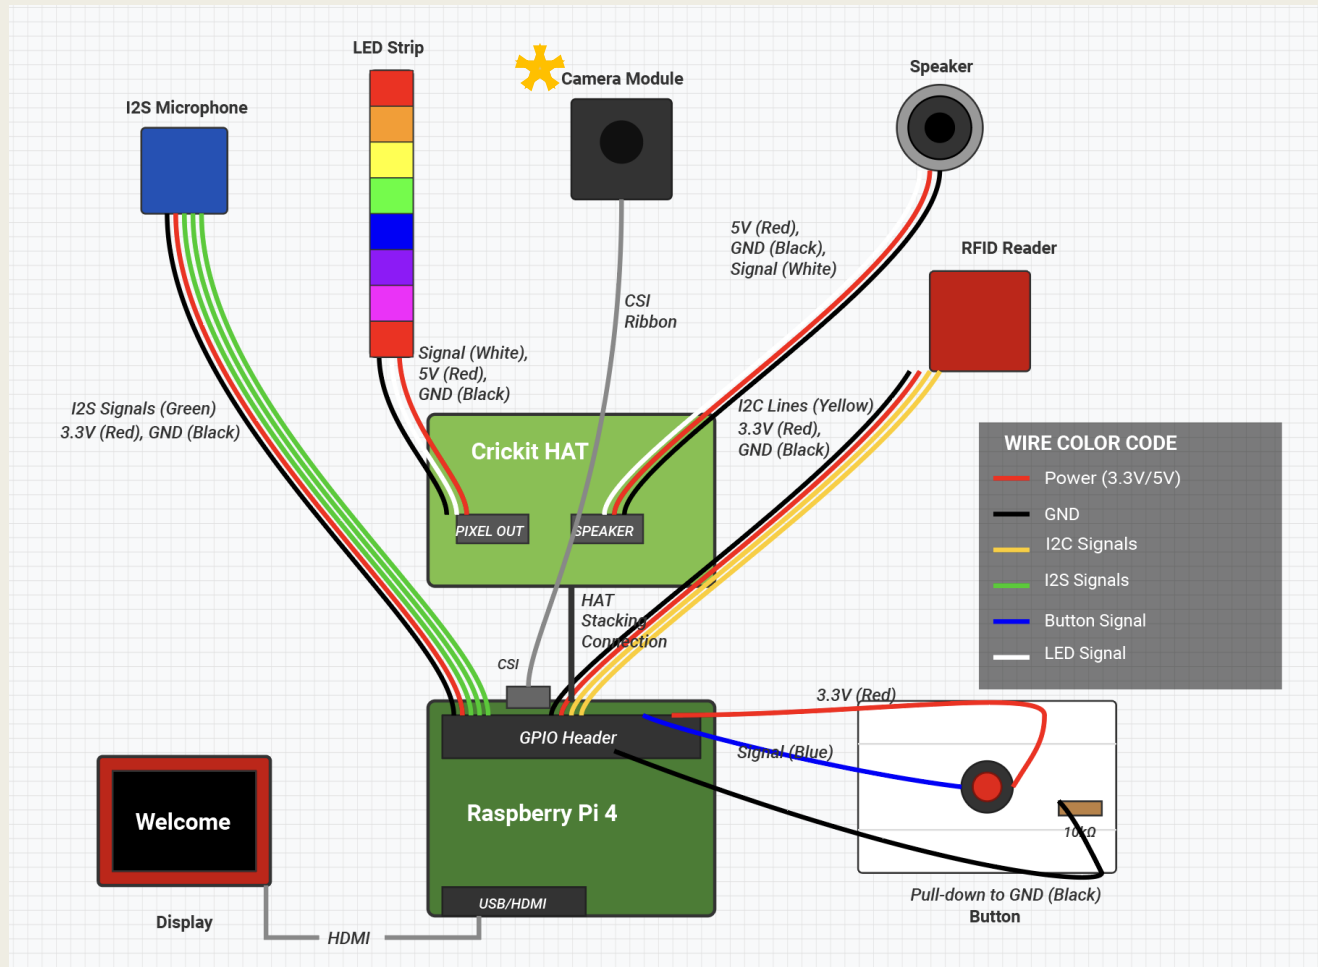 LED Strip
Camera Module
Speaker
I2S Microphone
5V (Red),
GND (Black),
Signal (White)
RFID Reader
CSI
Ribbon
Signal (White),
5V (Red),
GND (Black)
I2S Signals (Green)
3.3V (Red), GND (Black)
I2C Lines (Yellow)
3.3V (Red),
GND (Black)
Crickit HAT
PIXEL OUT
SPEAKER
WIRE COLOR CODE
Power (3.3V/5V)
GND
I2C Signals
I2S Signals
Button Signal
LED Signal
HAT
Stacking
Connection
CSI
GPIO Header
Raspberry Pi 4
USB/HDMI
3.3V (Red)
Signal (Blue)
10kΩ
Pull-down to GND (Black)
Button
Welcome
Display
HDMI